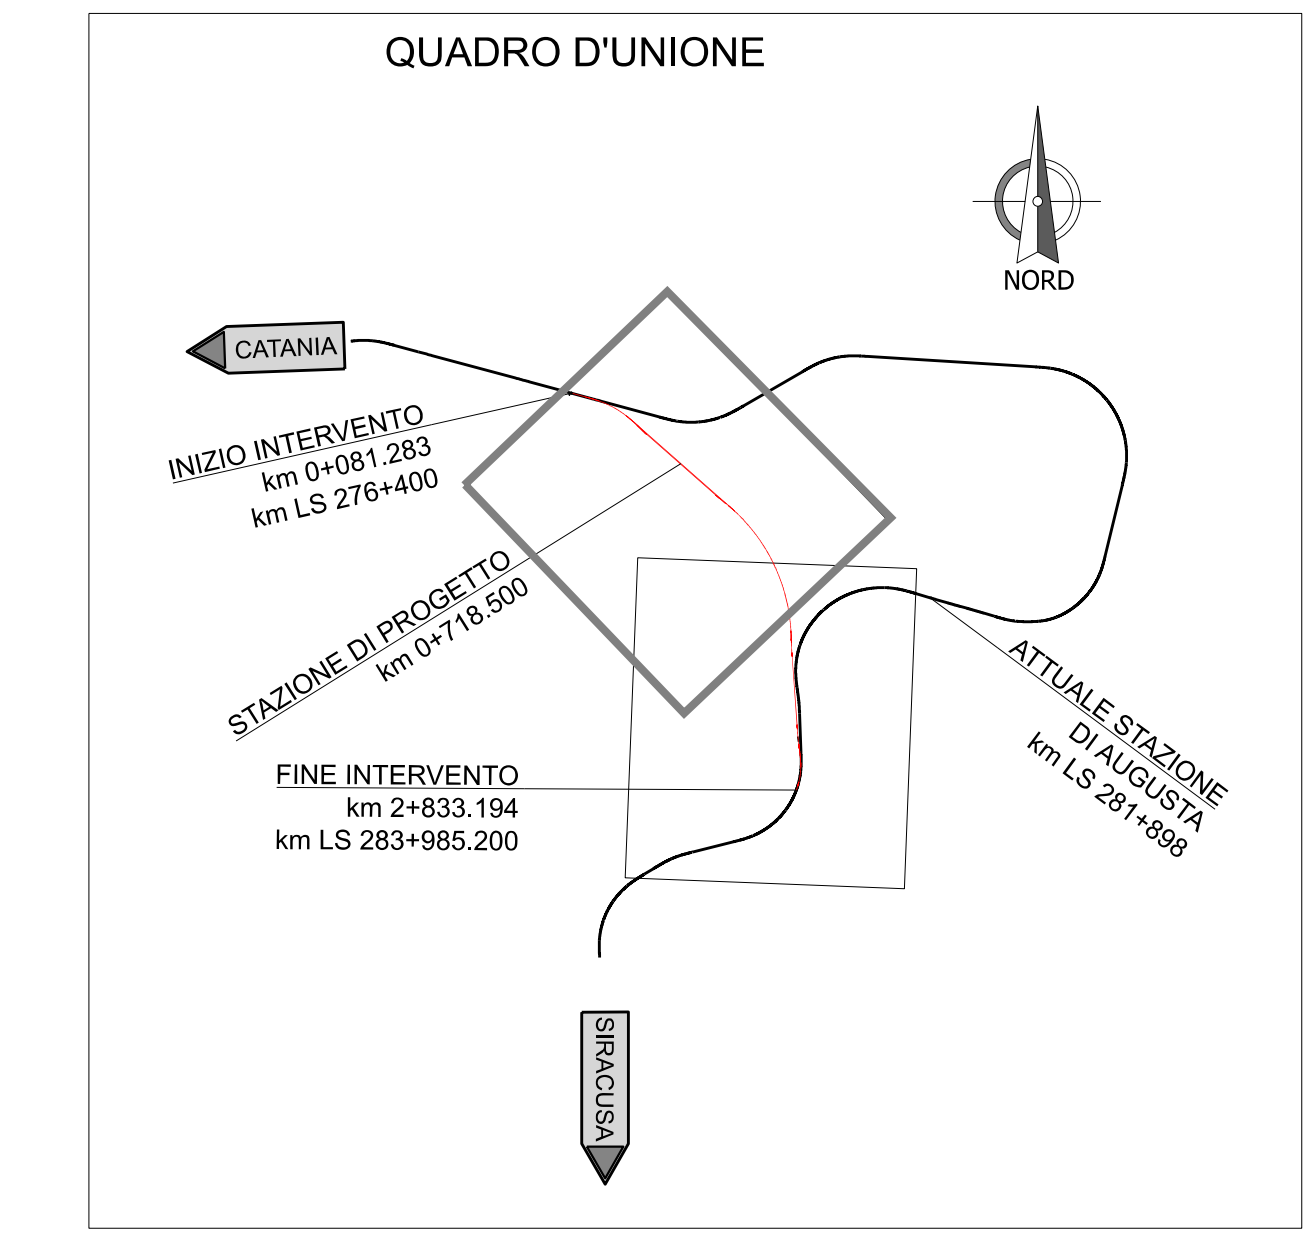 QUADRO D'UNIONE
NORD
CATANIA
INIZIO INTERVENTO
km 0+081.283
km LS 276+400
STAZIONE DI PROGETTO
km 0+718.500
ATTUALE STAZIONE
DI AUGUSTA
km LS 281+898
FINE INTERVENTO
km 2+833.194
km LS 283+985.200
SIRACUSA